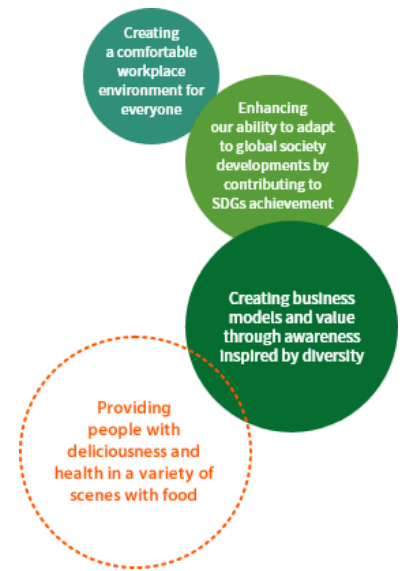 Creating
a comfortable
workplace
environment for
everyone
Enhancing
our ability to adapt
to global society
developments by
contributing to
SDGs achievement
Creating business
models and value
through awareness
inspired by diversity
Providing
people with
deliciousness and
health in a variety of
scenes with food